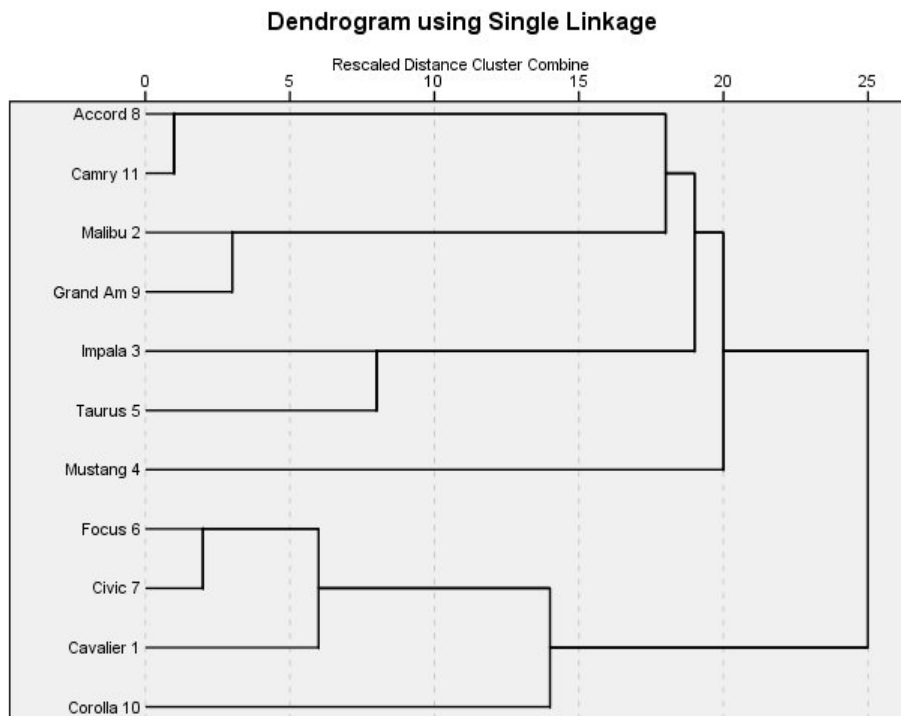 Dendrogram using Single Linkage
Rescaled Distance Cluster Combine
0 5 10 15 20 25
Accord 8
Camry 11
Malibu 2
Grand Am 9
Impala 3
Taurus 5
Mustang 4
Focus 6
Civic 7
Cavalier 1
Corolla 10